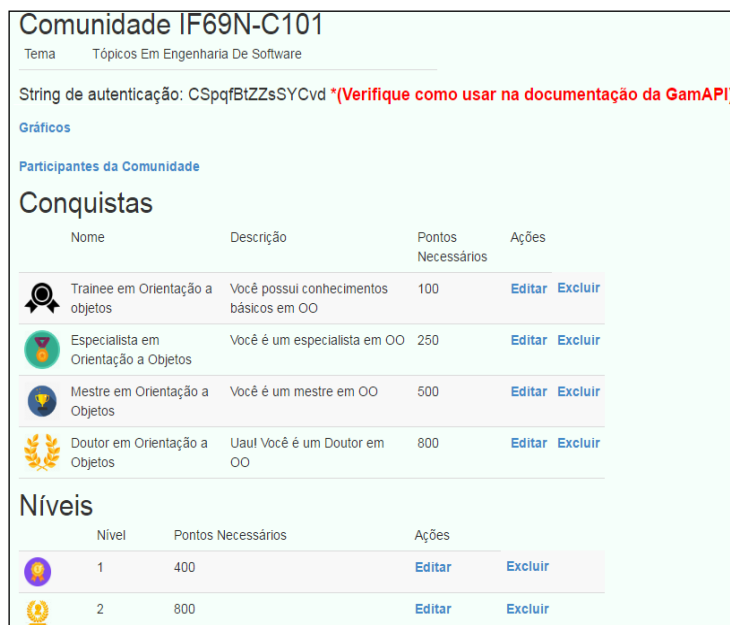 Comunidade IF69N-C101
Tema Tópicos Em Engenharia De Software
String de autenticação: CSpqfBtZZsSYCvd *(Verifique como usar na documentação da GamAPI)
Gráficos
Participantes da Comunidade
Conquistas
Nome Descrição Pontos Necessários Ações
Trainee em Orientação a objetos Você possui conhecimentos básicos em OO 100 Editar Excluir
Especialista em Orientação a Objetos Você é um especialista em OO 250 Editar Excluir
Mestre em Orientação a Objetos Você é um mestre em OO 500 Editar Excluir
Doutor em Orientação a Objetos Uau! Você é um Doutor em OO 800 Editar Excluir
Níveis
Nível Pontos Necessários Ações
1 400 Editar Excluir
2 800 Editar Excluir